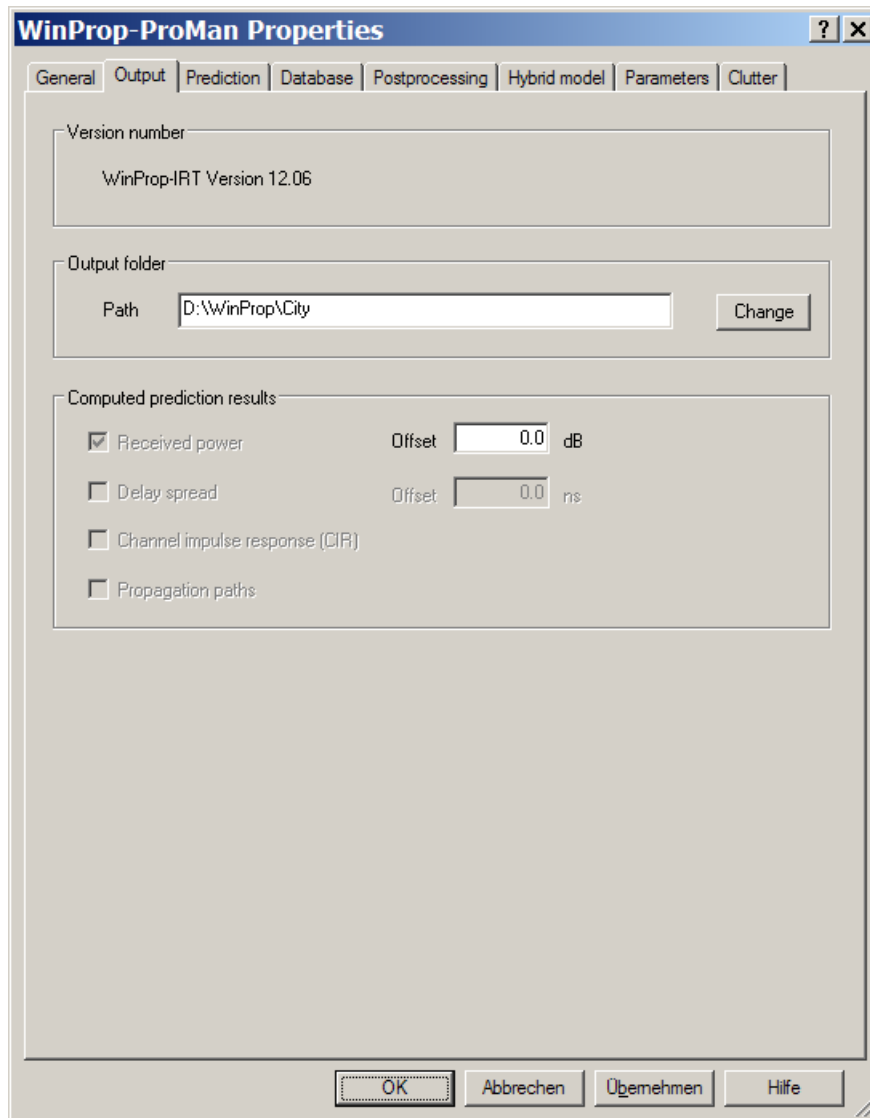 WinProp-ProMan Properties
General Output Prediction Database Postprocessing Hybrid model Parameters Clutter
Version number
WinProp-IRT Version 12.06
Output folder
Path D:\WinProp\City Change
Computed prediction results
Received power Offset 0.0 dB
Delay spread Offset 0.0 ns
Channel impulse response (CIR)
Propagation paths
OK Abbrechen Übernehmen Hilfe